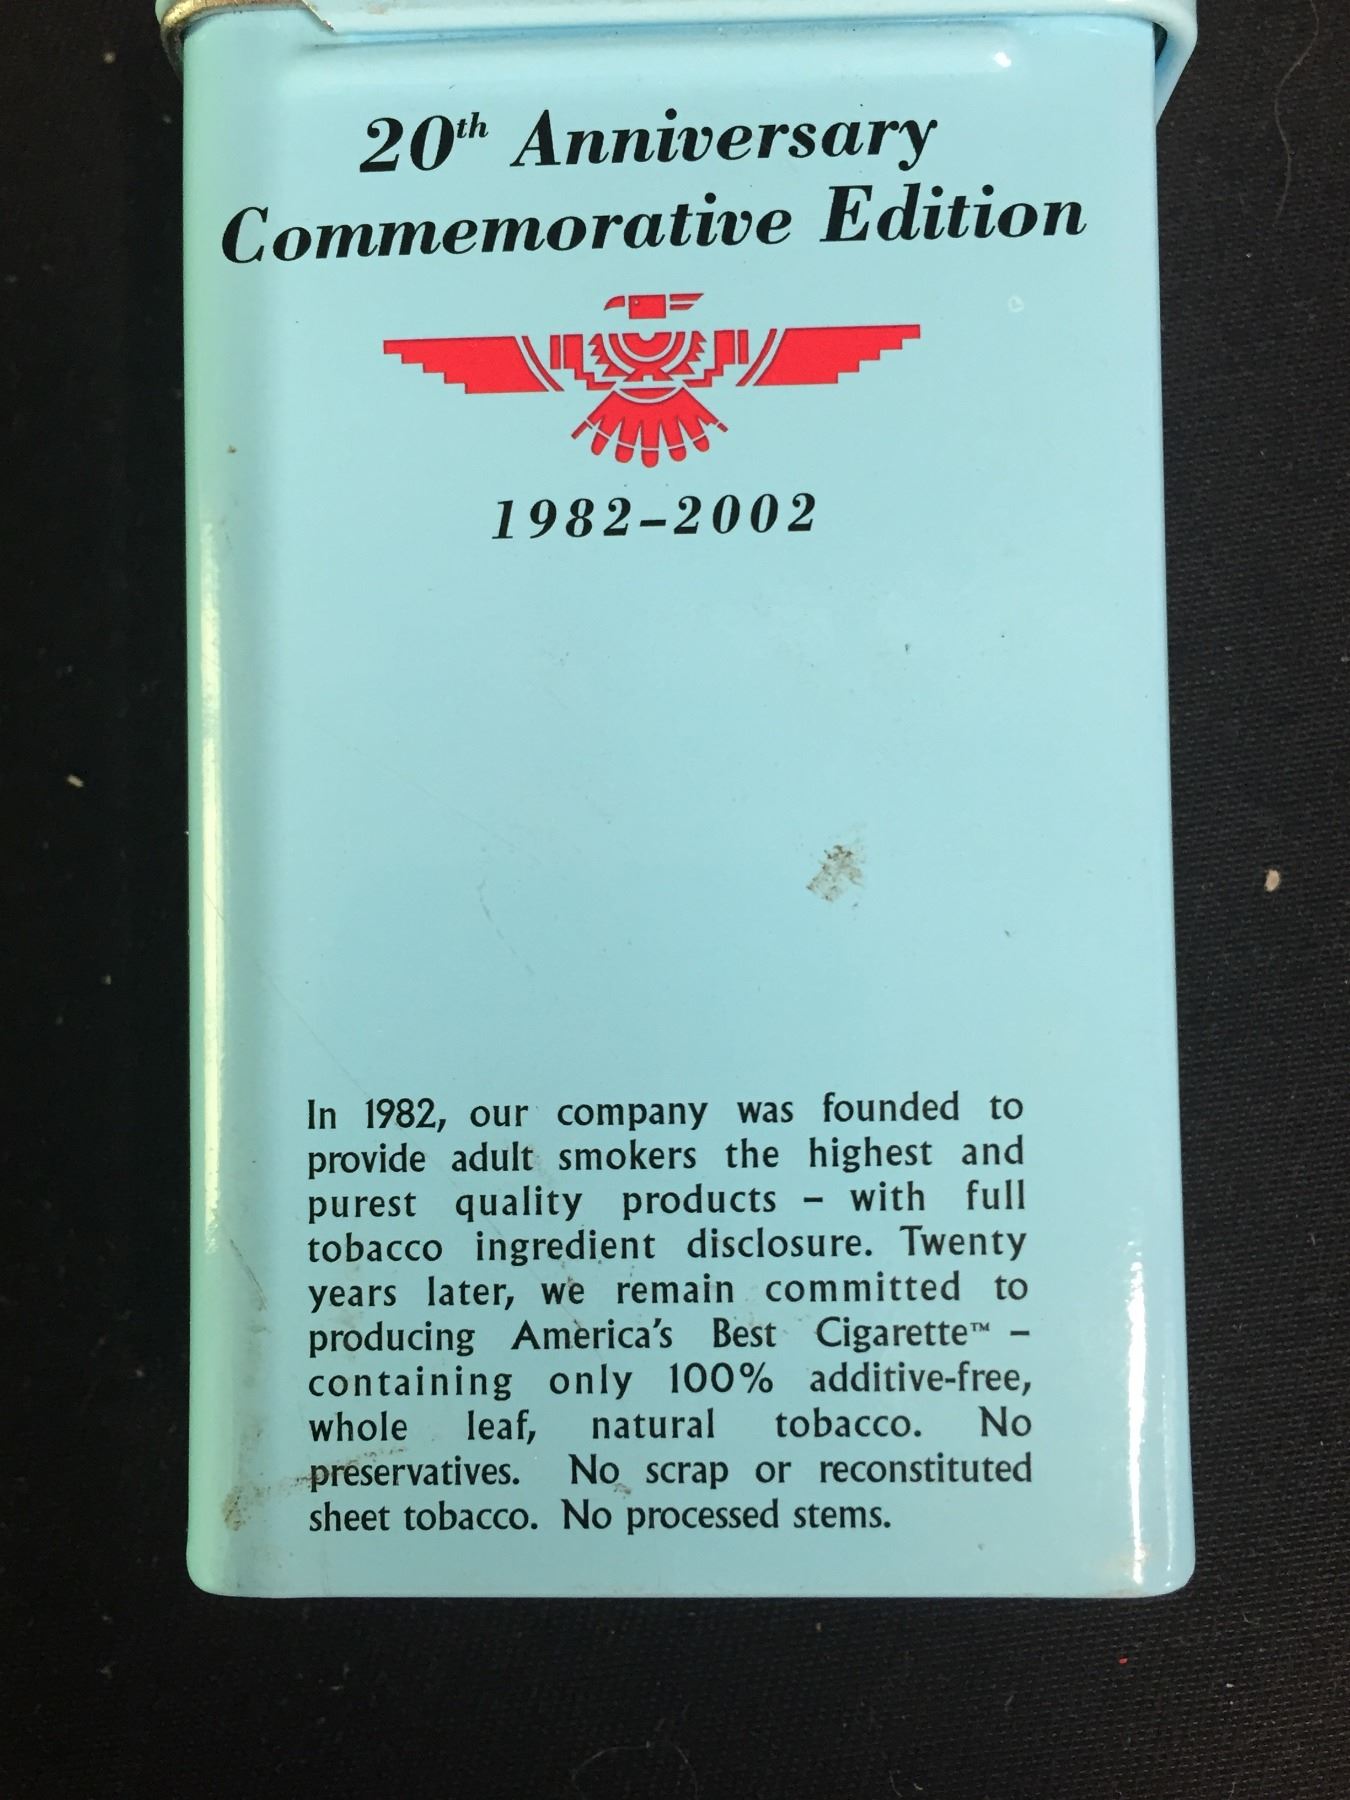 20th Anniversary
Commemorative Edition
1982–2002
In 1982, our company was founded to
provide adult smokers the highest and
purest quality products – with full
tobacco ingredient disclosure. Twenty
years later, we remain committed to
producing America's Best Cigarette™ –
containing only 100% additive-free,
whole leaf, natural tobacco. No
preservatives. No scrap or reconstituted
sheet tobacco. No processed stems.